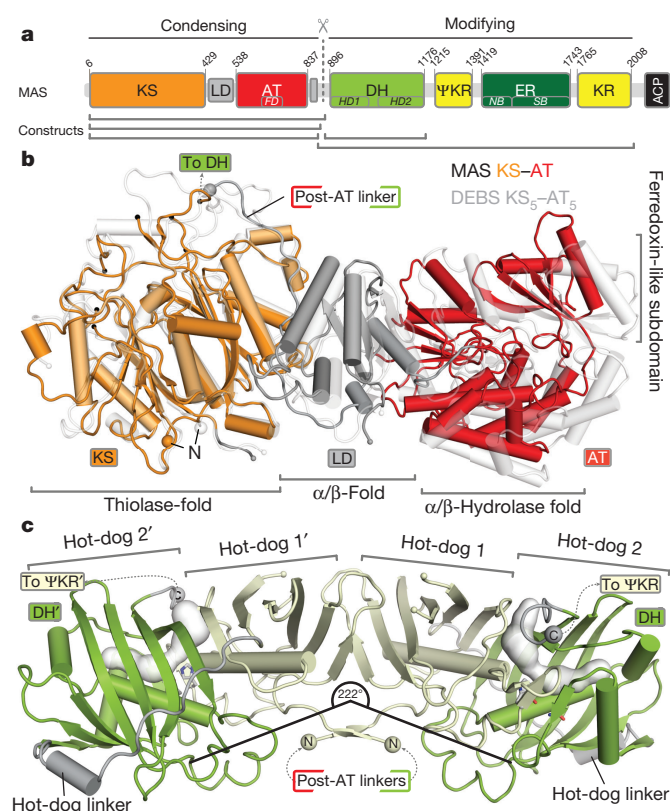 a
Condensing
Modifying
6 429 538 837 896 1176 1215 1391 1419 1743 1765 2008
MAS KS LD AT DH ΨKR ER KR ACP
FD HD1 HD2 NB SB
Constructs
b
To DH
Post-AT linker
MAS KS–AT
DEBS KS5–AT5
Ferredoxin-like subdomain
N
KS LD AT
Thiolase-fold
α/β-Fold
α/β-Hydrolase fold
c
Hot-dog 2′ Hot-dog 1′ Hot-dog 1 Hot-dog 2
To ΨKR′ To ΨKR
DH′ DH
C C
222°
N N
Post-AT linkers
Hot-dog linker Hot-dog linker